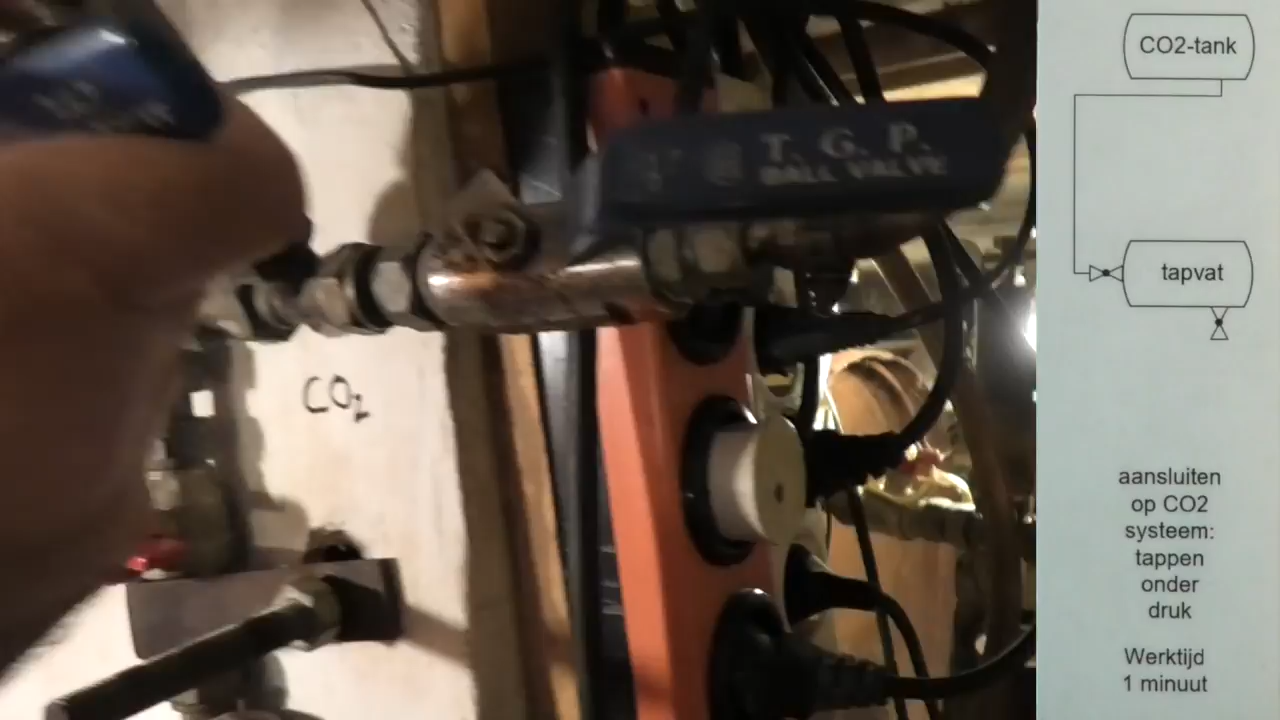 T. G. P.
BALL VALVE
CO2
CO2-tank
tapvat
aansluiten
op CO2
systeem:
tappen
onder
druk
Werktijd
1 minuut